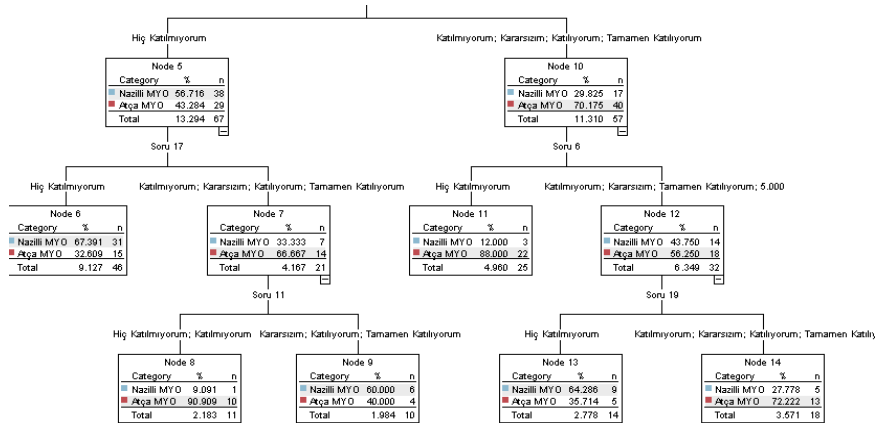 Hiç Katılmıyorum
Katılmıyorum; Kararsızım; Katılıyorum; Tamamen Katılıyorum
Node 5
Category % n
Nazilli MYO 56.716 38
Atça MYO 43.284 29
Total 13.294 67
Node 10
Category % n
Nazilli MYO 29.825 17
Atça MYO 70.175 40
Total 11.310 57
Soru 17
Soru 6
Hiç Katılmıyorum
Katılmıyorum; Kararsızım; Katılıyorum; Tamamen Katılıyorum
Hiç Katılmıyorum
Katılmıyorum; Kararsızım; Tamamen Katılıyorum; 5.000
Node 6
Category % n
Nazilli MYO 67.391 31
Atça MYO 32.609 15
Total 9.127 46
Node 7
Category % n
Nazilli MYO 33.333 7
Atça MYO 66.667 14
Total 4.167 21
Node 11
Category % n
Nazilli MYO 12.000 3
Atça MYO 88.000 22
Total 4.960 25
Node 12
Category % n
Nazilli MYO 43.750 14
Atça MYO 56.250 18
Total 6.349 32
Soru 11
Soru 19
Hiç Katılmıyorum; Katılmıyorum
Kararsızım; Katılıyorum; Tamamen Katılıyorum
Hiç Katılmıyorum
Katılmıyorum; Kararsızım; Katılıyorum; Tamamen Katılıy
Node 8
Category % n
Nazilli MYO 9.091 1
Atça MYO 90.909 10
Total 2.183 11
Node 9
Category % n
Nazilli MYO 60.000 6
Atça MYO 40.000 4
Total 1.984 10
Node 13
Category % n
Nazilli MYO 64.286 9
Atça MYO 35.714 5
Total 2.778 14
Node 14
Category % n
Nazilli MYO 27.778 5
Atça MYO 72.222 13
Total 3.571 18